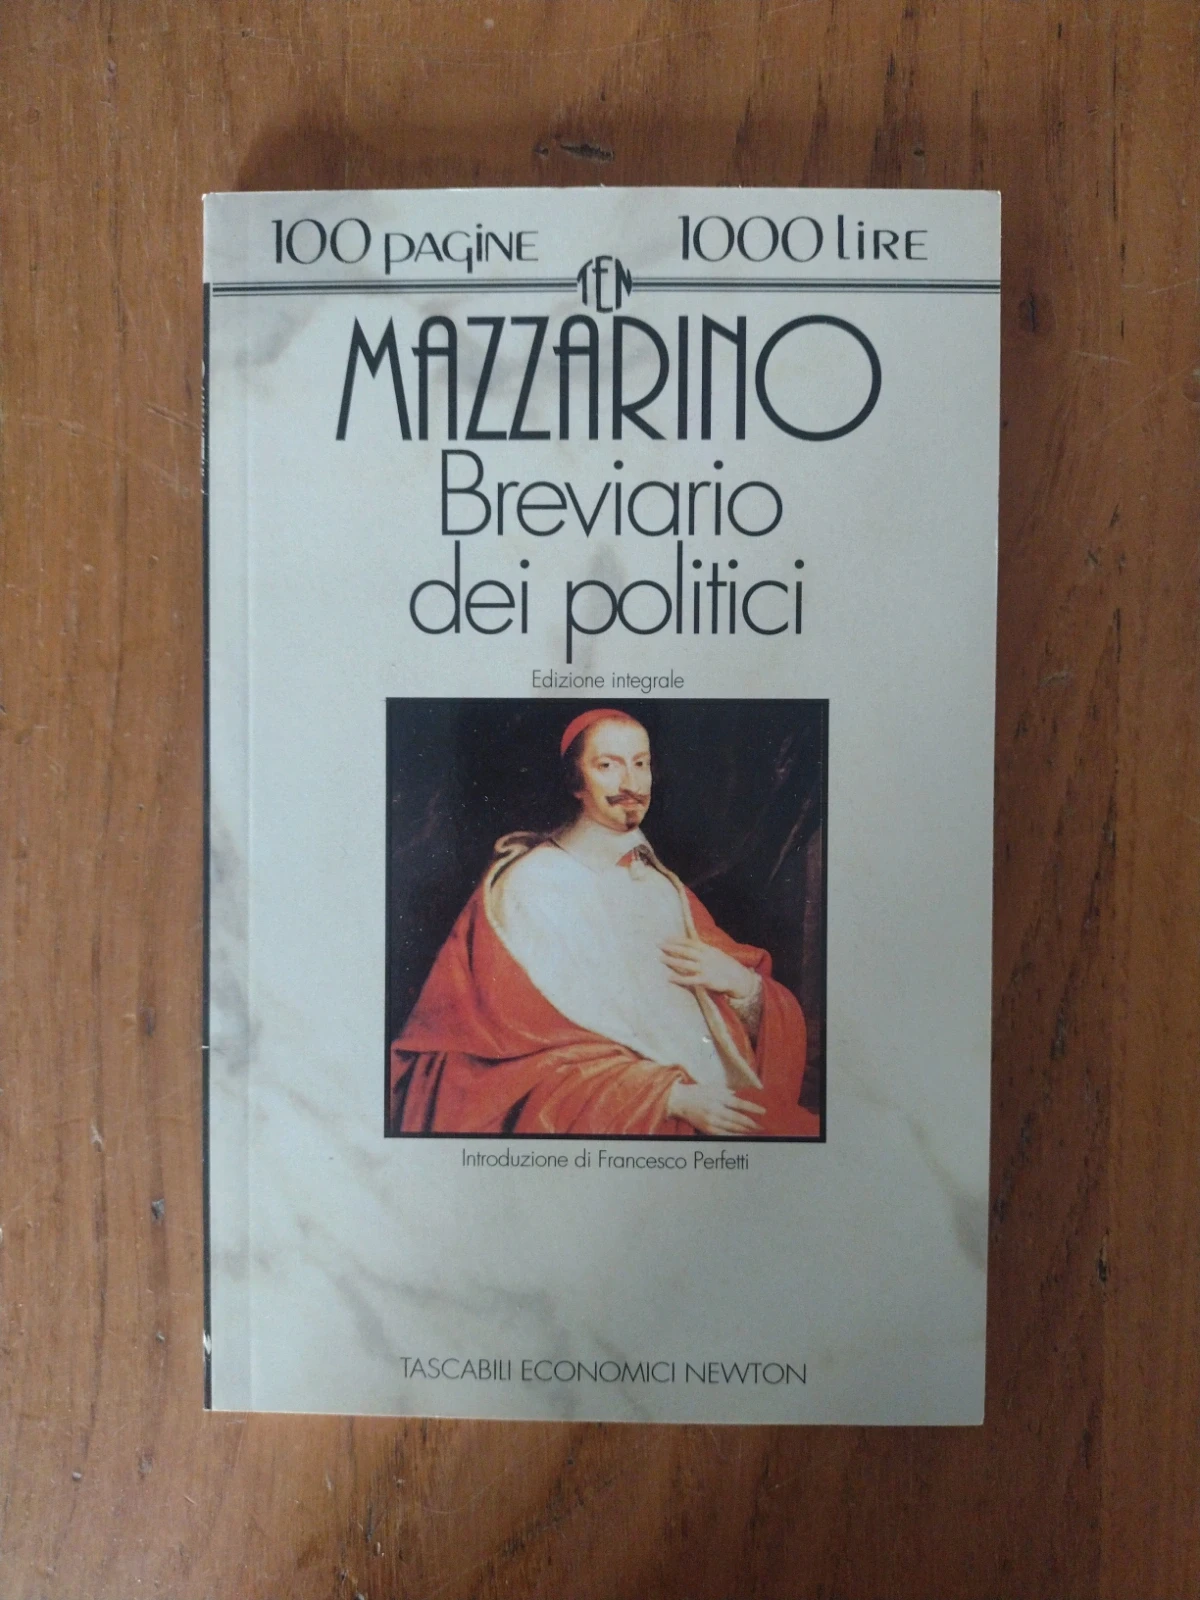 100 pagine 1000 lire
TEN
MAZZARINO
Breviario
dei politici
Edizione integrale
Introduzione di Francesco Perfetti
TASCABILI ECONOMICI NEWTON